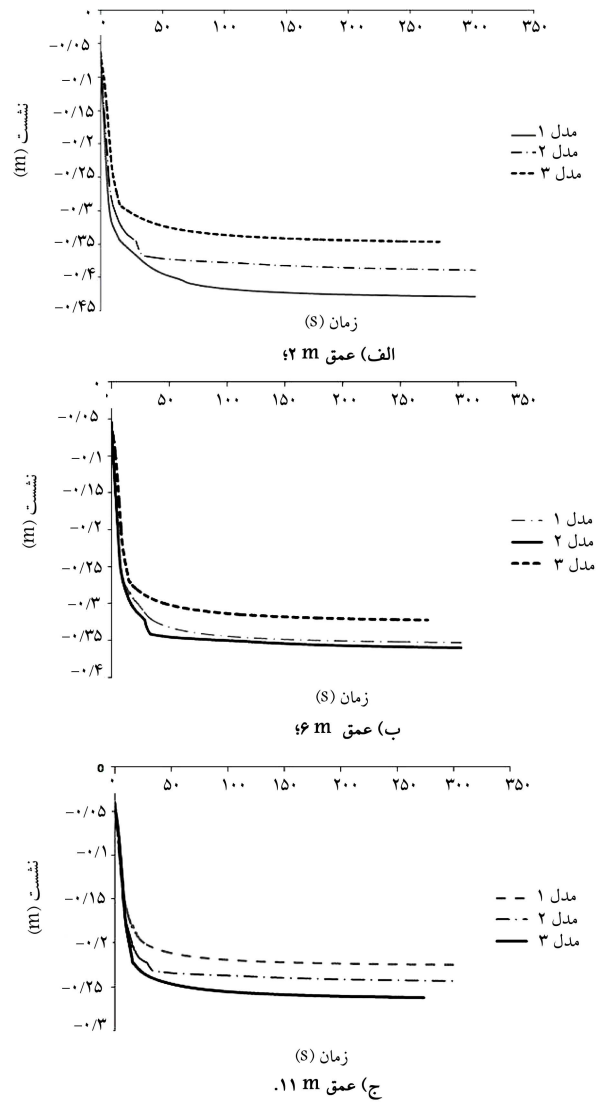 ۰ ۵۰ ۱۰۰ ۱۵۰ ۲۰۰ ۲۵۰ ۳۰۰ ۳۵۰
−۰/۰۵
−۰/۱
−۰/۱۵
−۰/۲
−۰/۲۵
−۰/۳
−۰/۳۵
−۰/۴
−۰/۴۵
نشست (m)
مدل ۱
مدل ۲
مدل ۳
زمان (s)
الف) عمق ۲ m؛
۰ ۵۰ ۱۰۰ ۱۵۰ ۲۰۰ ۲۵۰ ۳۰۰ ۳۵۰
−۰/۰۵
−۰/۱
−۰/۱۵
−۰/۲
−۰/۲۵
−۰/۳
−۰/۳۵
−۰/۴
نشست (m)
مدل ۱
مدل ۲
مدل ۳
زمان (s)
ب) عمق ۶ m؛
0
۰ ۵۰ ۱۰۰ ۱۵۰ ۲۰۰ ۲۵۰ ۳۰۰ ۳۵۰
−۰/۰۵
−۰/۱
−۰/۱۵
−۰/۲
−۰/۲۵
−۰/۳
نشست (m)
مدل ۱
مدل ۲
مدل ۳
زمان (s)
ج) عمق ۱۱ m.